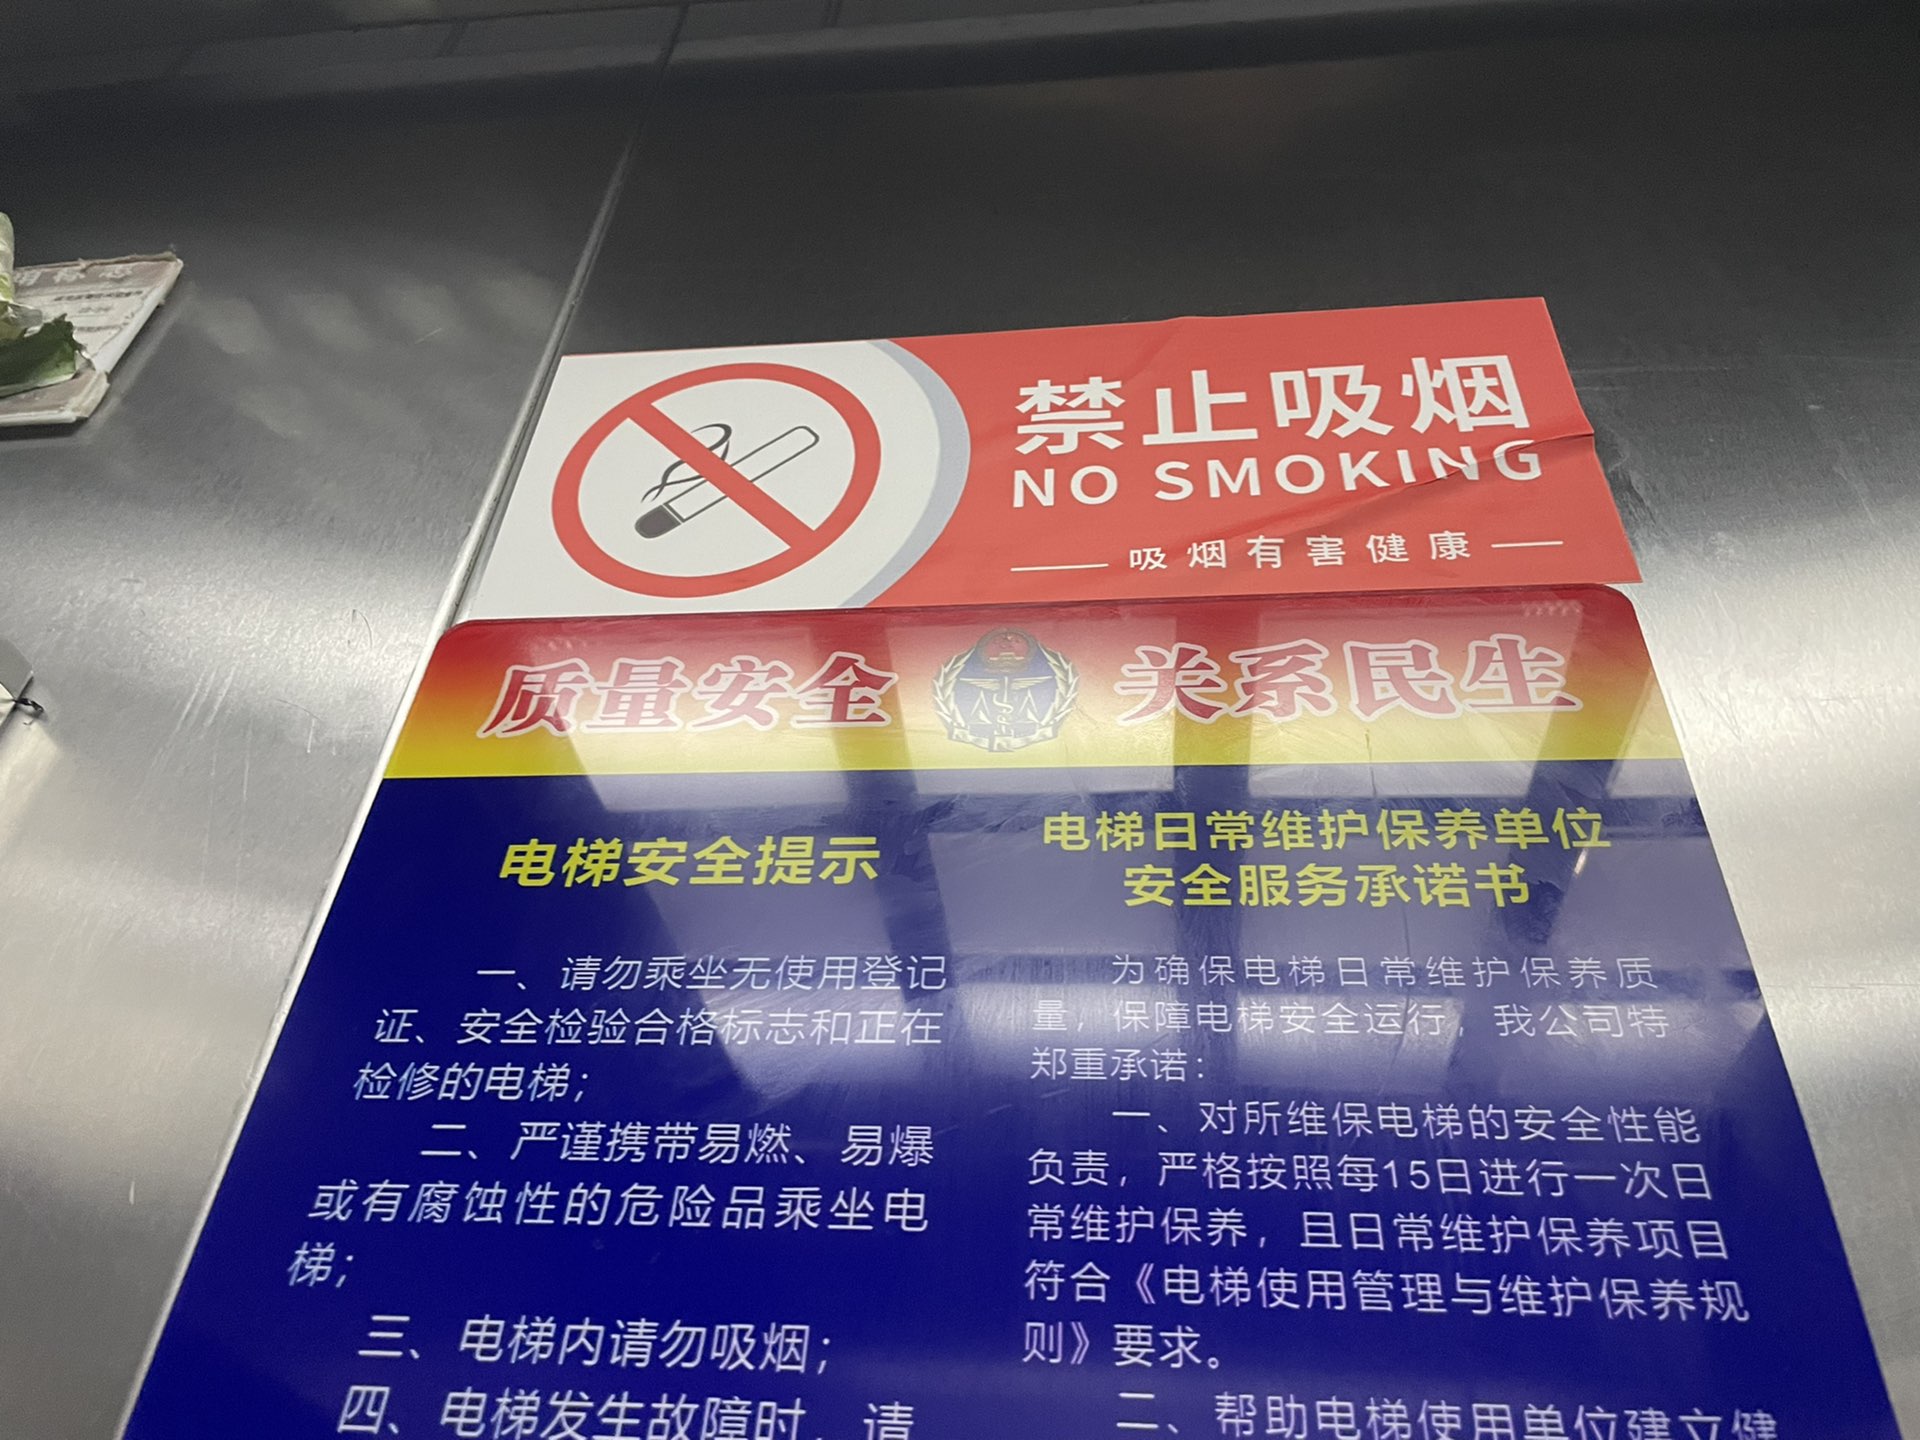 用标志
禁止吸烟
NO SMOKING
吸烟有害健康
质量安全 关系民生
电梯安全提示
一、请勿乘坐无使用登记
证、安全检验合格标志和正在
检修的电梯；
二、严谨携带易燃、易爆
或有腐蚀性的危险品乘坐电
梯；
三、电梯内请勿吸烟；
四、电梯发生故障时，请
电梯日常维护保养单位
安全服务承诺书
为确保电梯日常维护保养质
量，保障电梯安全运行，我公司特
郑重承诺：
一、对所维保电梯的安全性能
负责，严格按照每15日进行一次日
常维护保养，且日常维护保养项目
符合《电梯使用管理与维护保养规
则》要求。
二、帮助电梯使用单位建立健